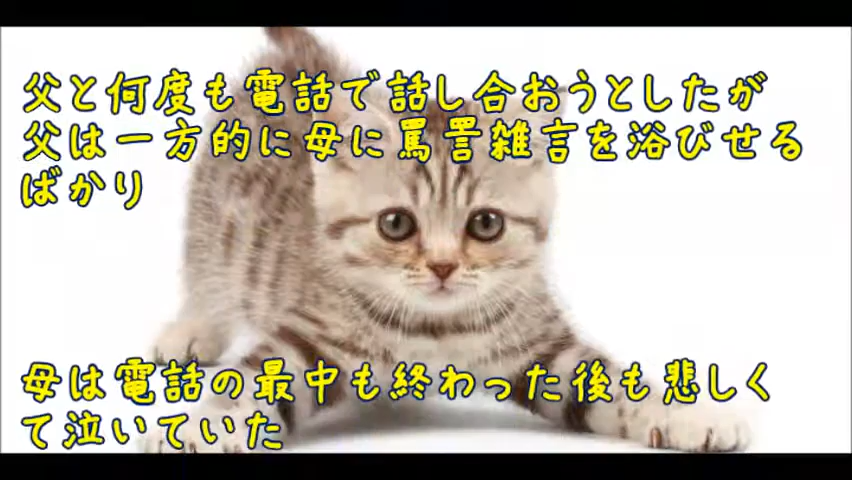 父と何度も電話で話し合おうとしたが
父は一方的に母に罵詈雑言を浴びせる
ばかり
母は電話の最中も終わった後も悲しく
て泣いていた